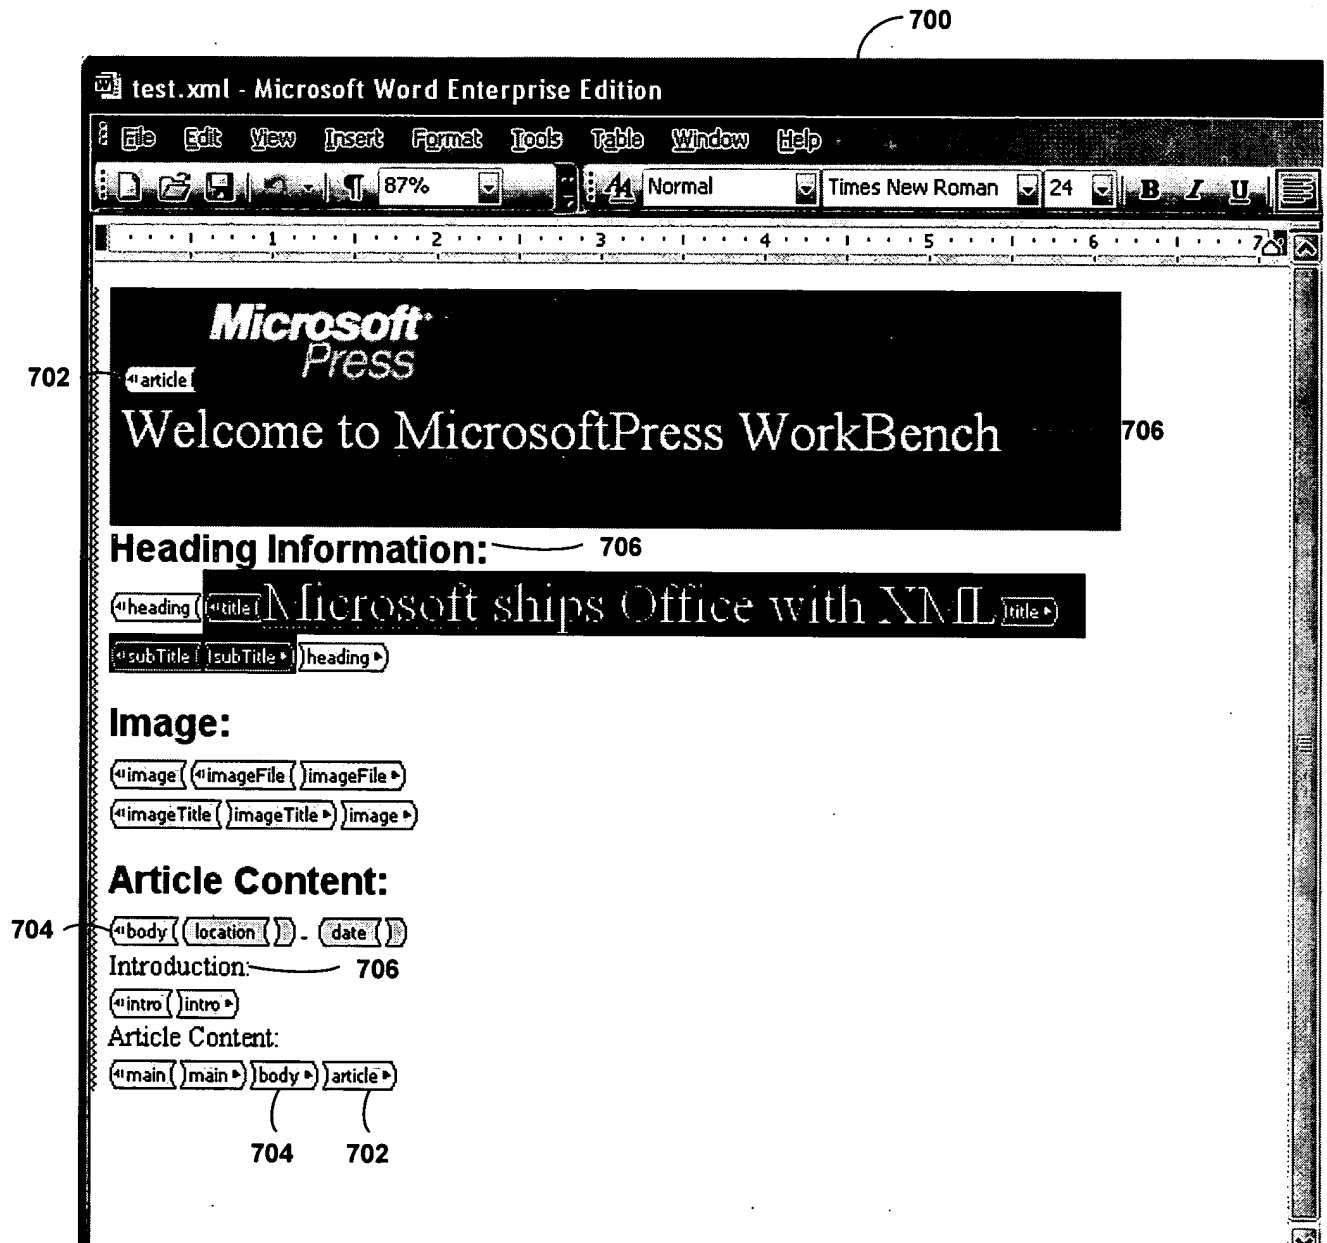 700
test.xml - Microsoft Word Enterprise Edition
File Edit View Insert Format Tools Table Window Help
87% Normal Times New Roman 24 B I U
1 2 3 4 5 6 7
Microsoft
Press
702 article
Welcome to MicrosoftPress WorkBench 706
Heading Information: 706
heading title Microsoft ships Office with XML title
subTitle subTitle heading
Image:
image imageFile imageFile
imageTitle imageTitle image
Article Content:
704 body location - date
Introduction: 706
intro intro
Article Content:
main main body article
704 702